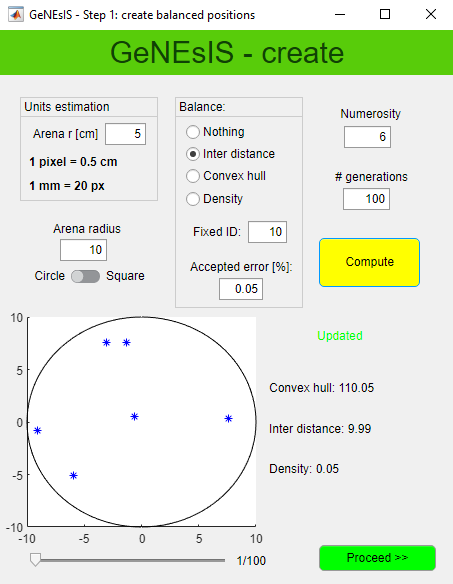 GeNEsIS - Step 1: create balanced positions
GeNEsIS - create
Units estimation
Arena r [cm] 5
1 pixel = 0.5 cm
1 mm = 20 px
Arena radius
10
Circle Square
Balance:
Nothing
Inter distance
Convex hull
Density
Fixed ID: 10
Accepted error [%]:
0.05
Numerosity
6
# generations
100
Compute
10
5
0
-5
-10
-10 -5 0 5 10
1/100
Updated
Convex hull: 110.05
Inter distance: 9.99
Density: 0.05
Proceed >>